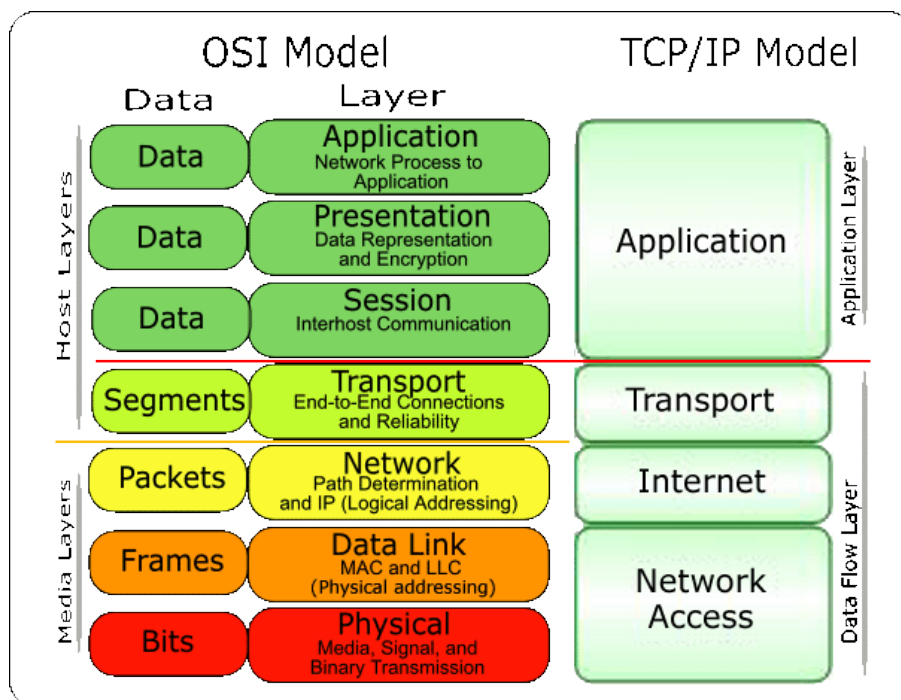 OSI Model
TCP/IP Model
Data
Layer
Host Layers
Data
Application
Network Process to
Application
Data
Presentation
Data Representation
and Encryption
Data
Session
Interhost Communication
Application
Application Layer
Segments
Transport
End-to-End Connections
and Reliability
Transport
Media Layers
Packets
Network
Path Determination
and IP (Logical Addressing)
Internet
Frames
Data Link
MAC and LLC
(Physical addressing)
Bits
Physical
Media, Signal, and
Binary Transmission
Network
Access
Data Flow Layer